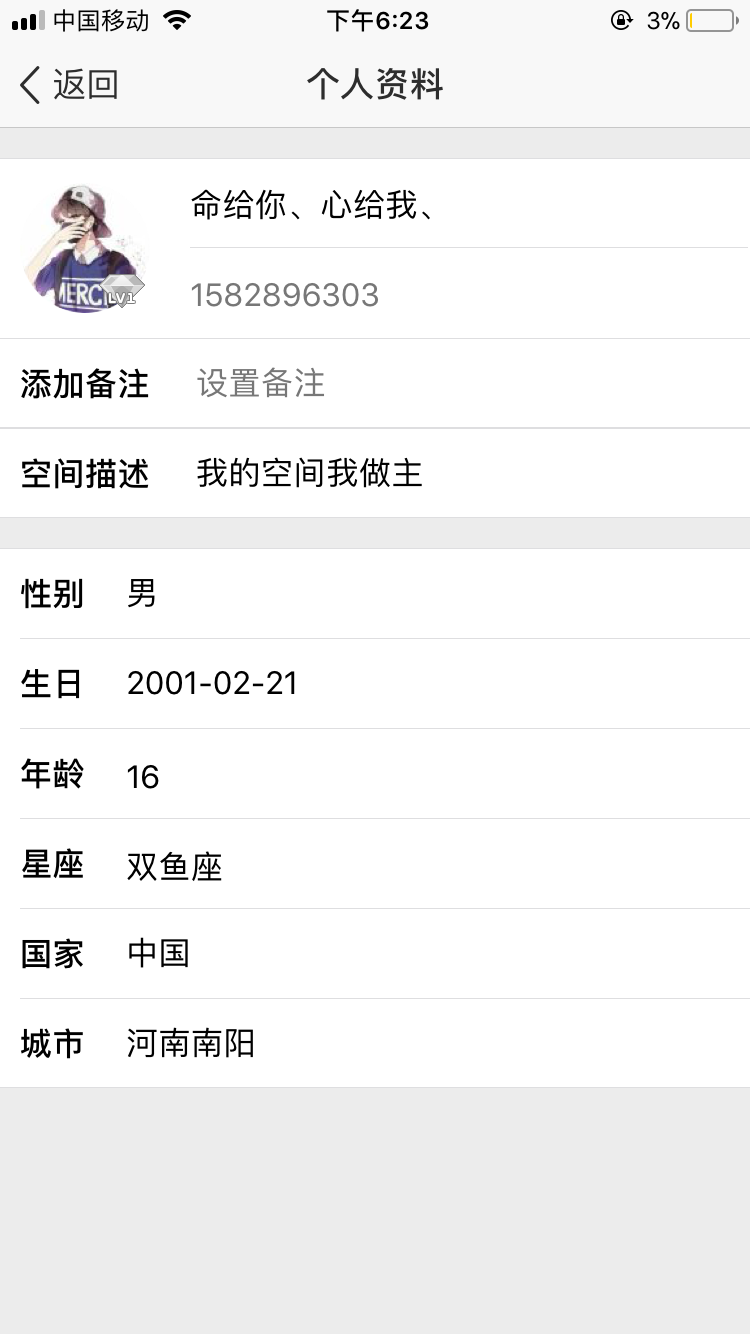 中国移动 下午6:23 3%
返回 个人资料
命给你、心给我、
MERCI
LV1
1582896303
添加备注 设置备注
空间描述 我的空间我做主
性别 男
生日 2001-02-21
年龄 16
星座 双鱼座
国家 中国
城市 河南南阳